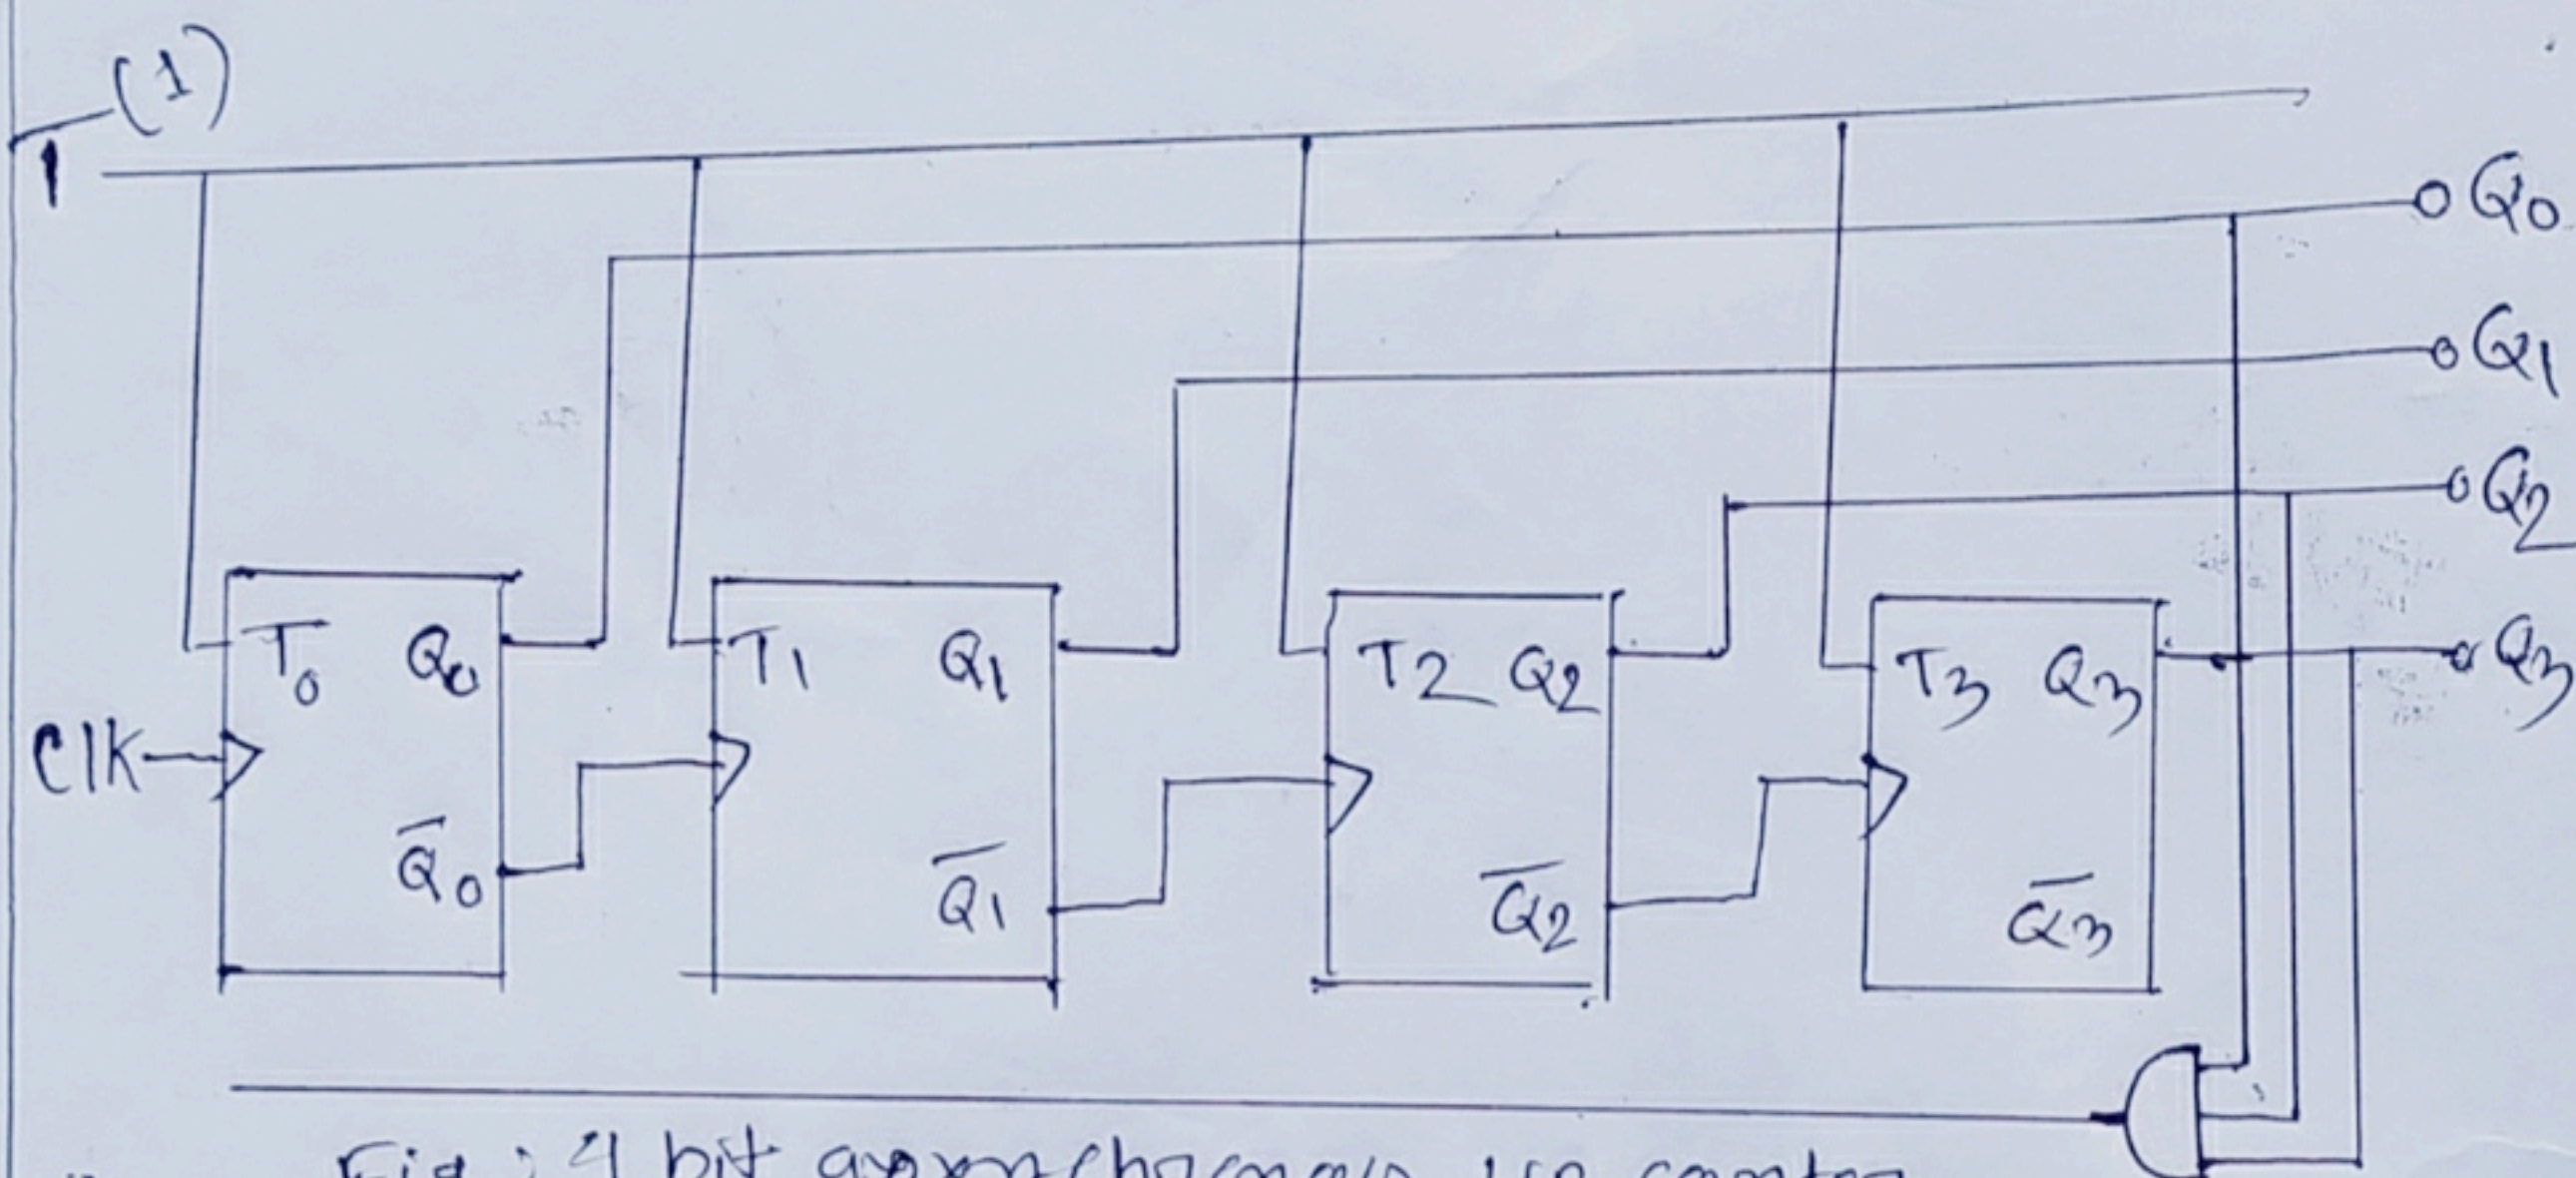 (1)
1
Q0
Q1
Q2
Q3
T0 Q0 T1 Q1 T2 Q2 T3 Q3
Clk
Q̅0 Q̅1 Q̅2 Q̅3
Fig : 4 bit up